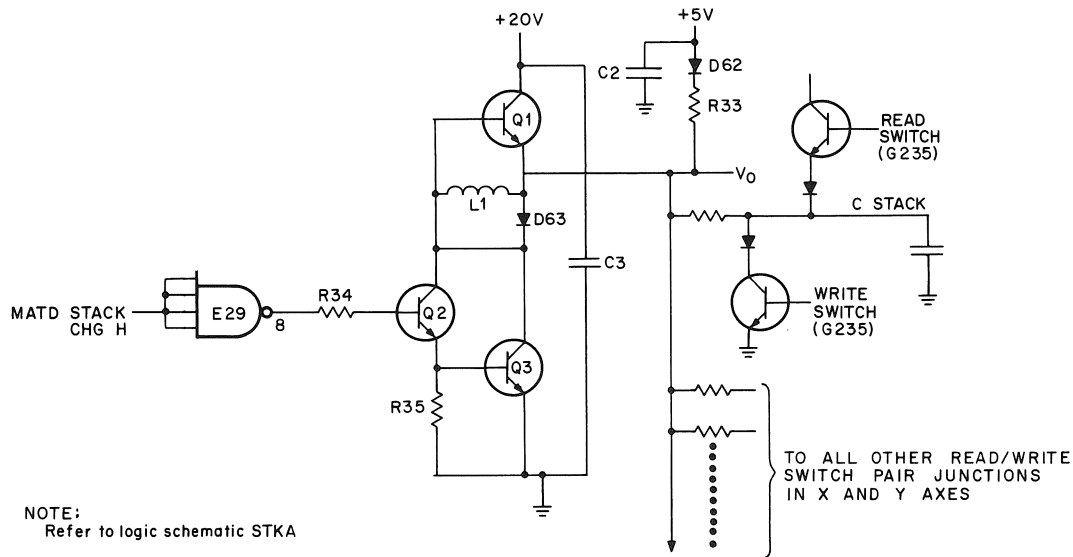 +20V
+5V
C2
D62
R33
Q1
READ
SWITCH
(G235)
V₀
L1
C STACK
D63
C3
R34
MATD STACK
CHG H
E29
8
Q2
WRITE
SWITCH
(G235)
Q3
R35
TO ALL OTHER READ/WRITE
SWITCH PAIR JUNCTIONS
IN X AND Y AXES
NOTE:
Refer to logic schematic STKA